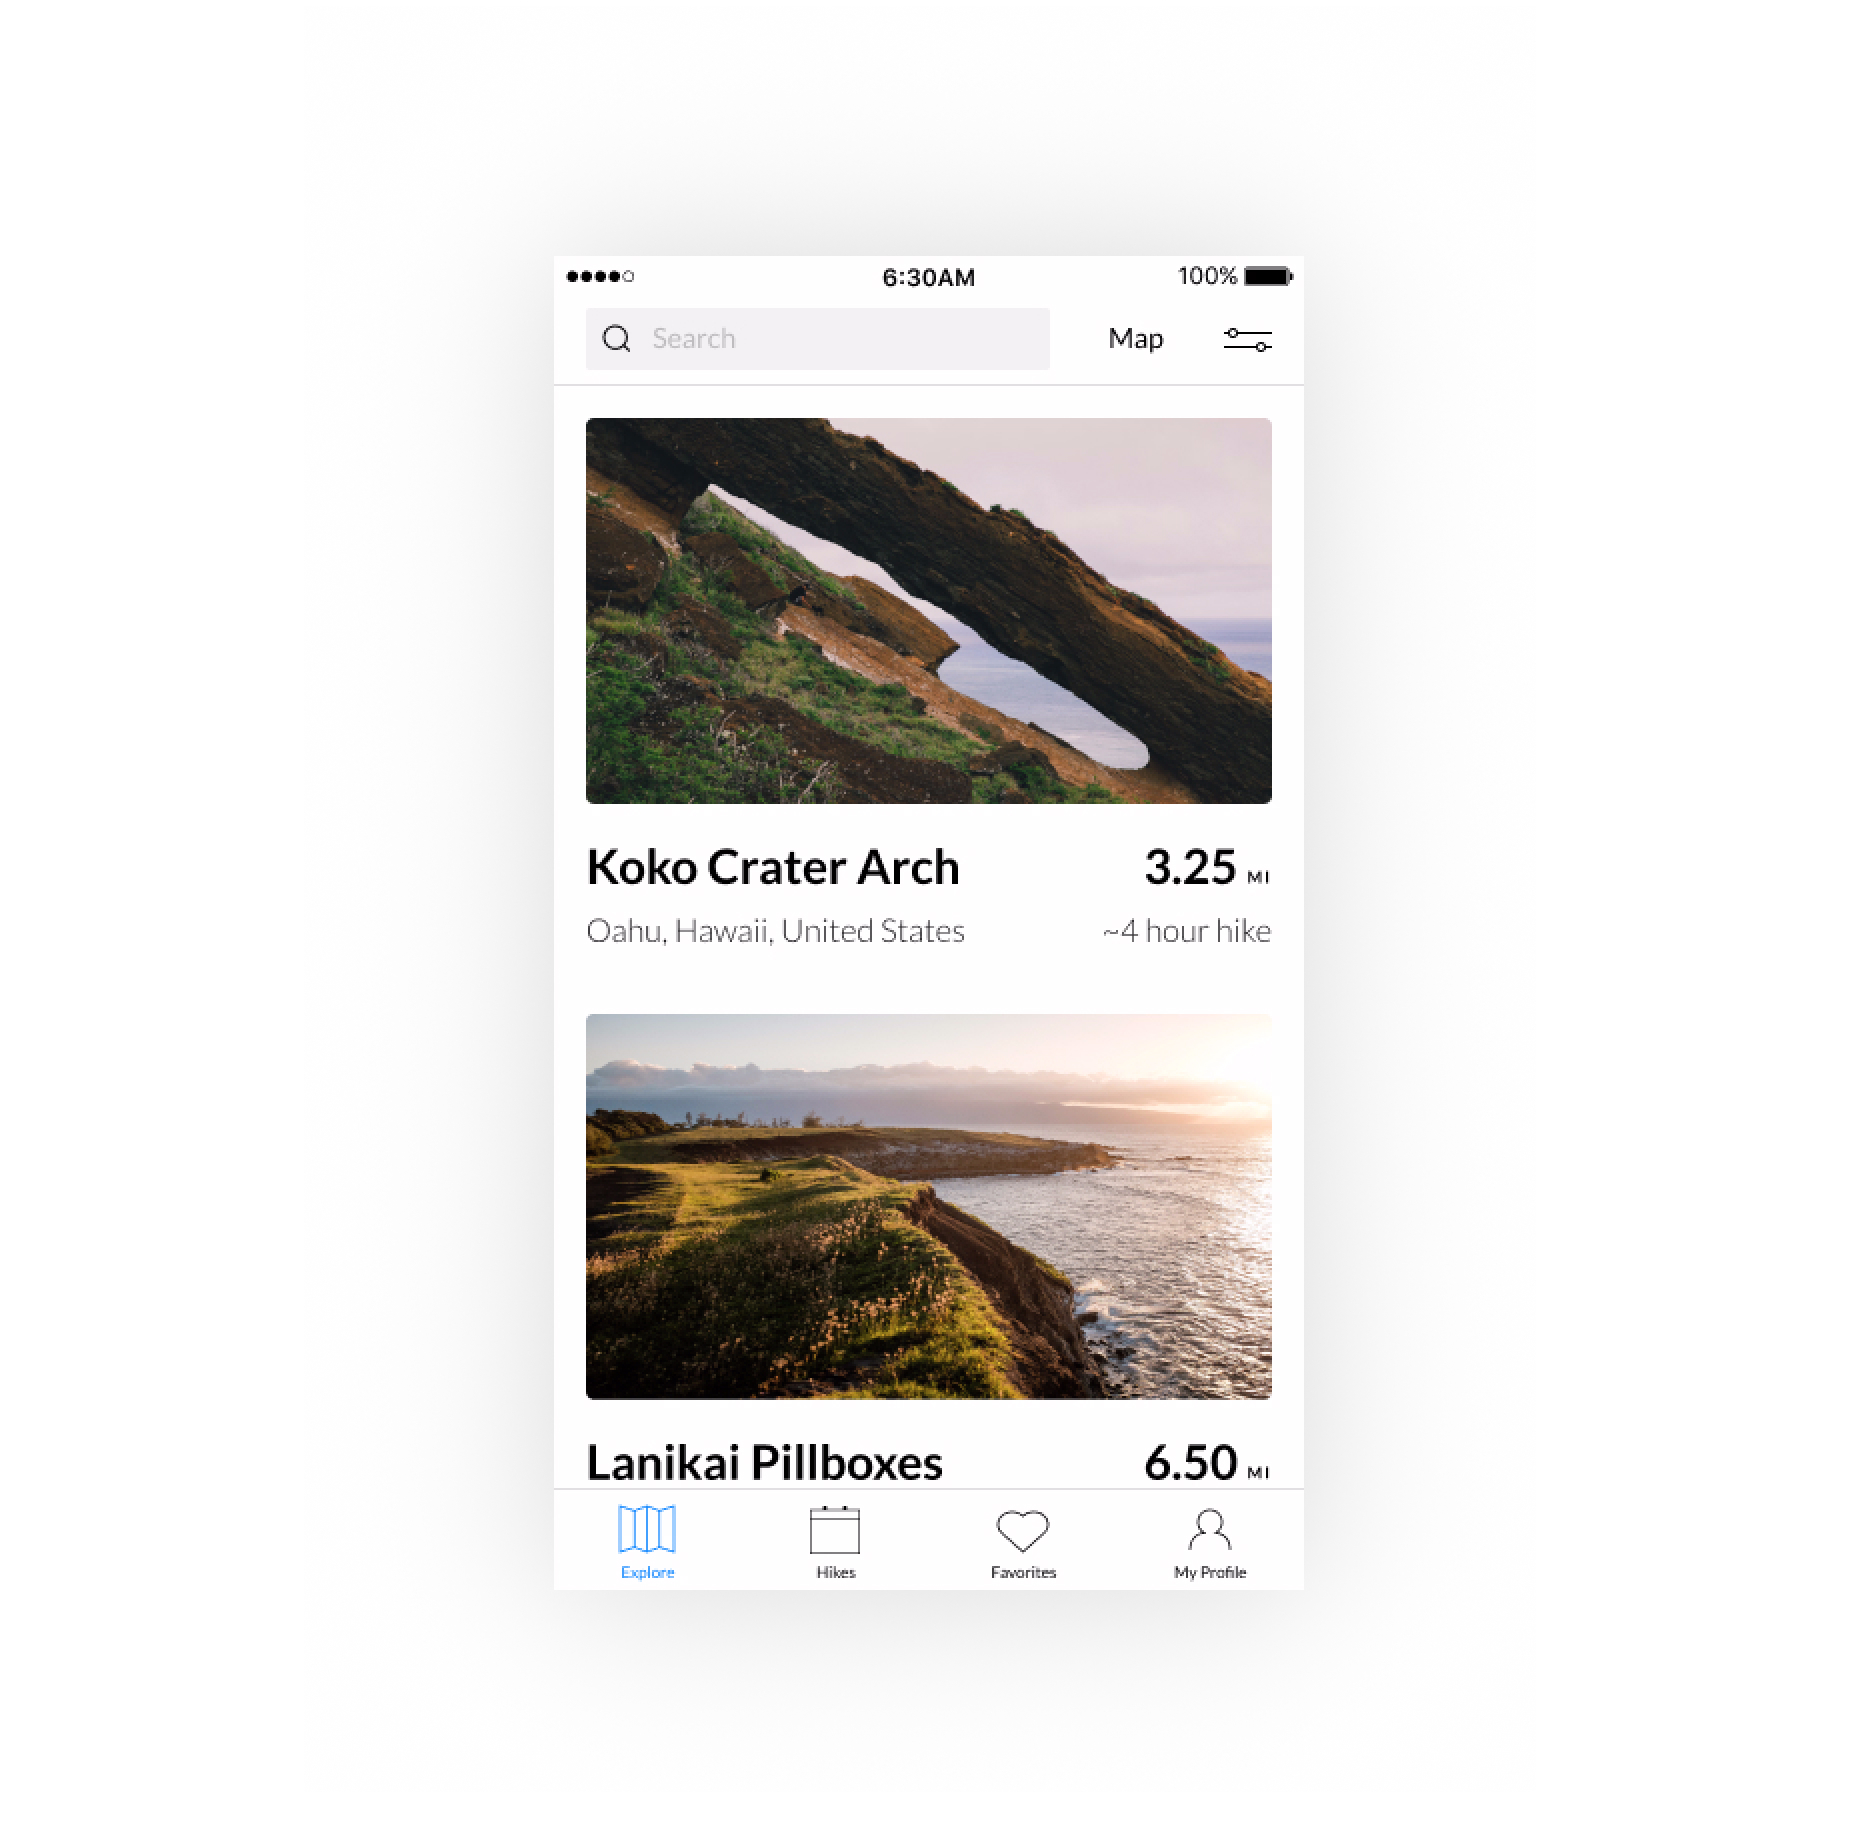 6:30AM 100%
Search Map
Koko Crater Arch 3.25 MI
Oahu, Hawaii, United States ~4 hour hike
Lanikai Pillboxes 6.50 MI
Explore Hikes Favorites My Profile